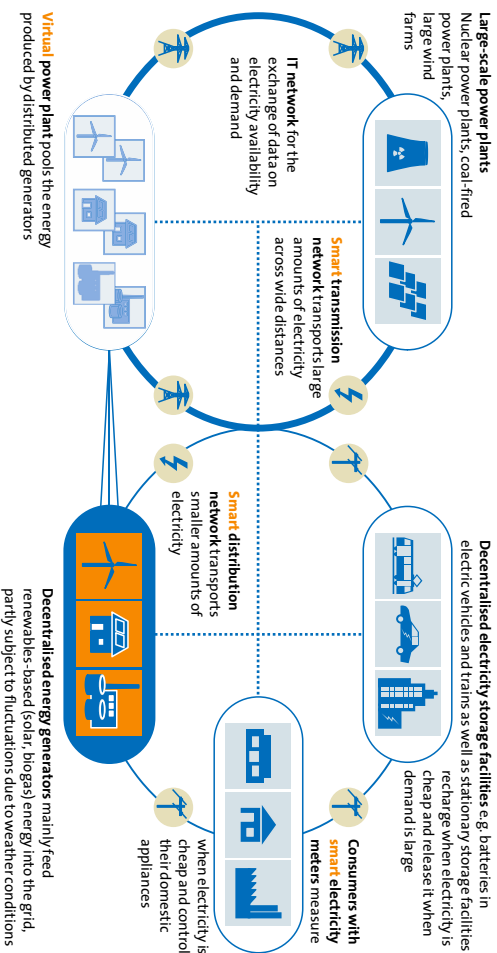 Large-scale power plants
Nuclear power plants, coal-fired
power plants,
large wind
farms
IT network for the
exchange of data on
electricity availability
and demand
Virtual power plant pools the energy
produced by distributed generators
Smart transmission
network transports large
amounts of electricity
across wide distances
Decentralised electricity storage facilities e.g. batteries in
electric vehicles and trains as well as stationary storage facilities
recharge when electricity is
cheap and release it when
demand is large
Smart distribution
network transports
smaller amounts of
electricity
Decentralised energy generators mainly feed
renewables-based (solar, biogas) energy into the grid,
partly subject to fluctuations due to weather conditions
Consumers with
smart electricity
meters measure
when electricity is
cheap and control
their domestic
appliances